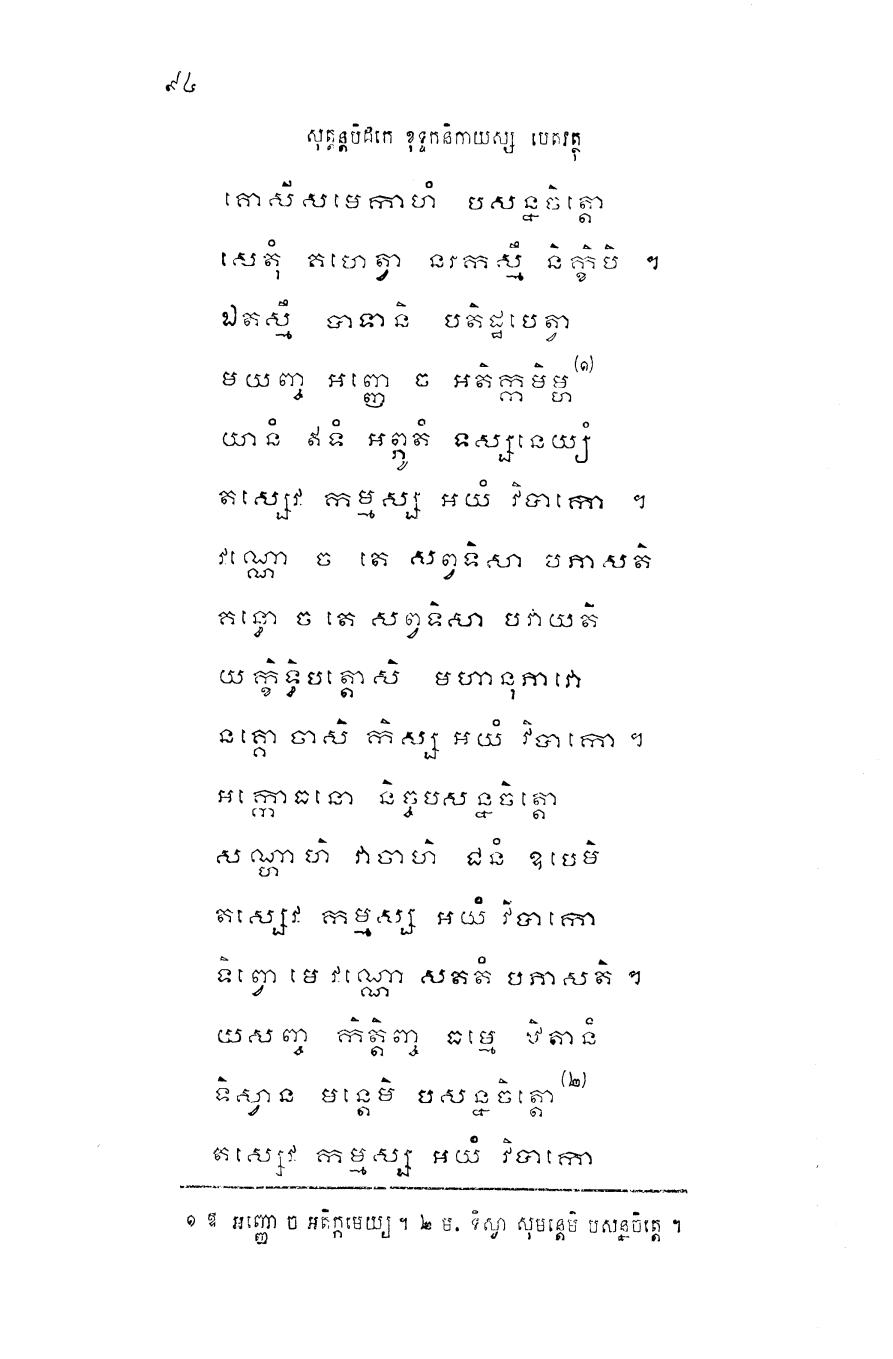 ៩៤
សុត្តន្តបិដកេ ខុទ្ទកនិកាយស្ស បេតវត្ថុ
គោសីសមេកាហំ បសន្នចិត្តោ
សេតុំ គហេត្វា នរកស្មឹ និក្ខិបិ ។
ឯតស្មឹ បាទានិ បតិដ្ឋបេត្វា
មយញ្ច អញ្ញេ ច អតិក្កមិម្ហ (១)
យានំ ឥទំ អព្ភូតំ ទស្សនេយ្យំ
តស្សេវ កម្មស្ស អយំ វិបាកោ ។
វណ្ណោ ច តេ សព្វទិសា បភាសតិ
គន្ធោ ច តេ សព្វទិសា បវាយតិ
យក្ខិទ្ធិបត្តោសិ មហានុភាវោ
នគ្គោ ចាសិ កិស្ស អយំ វិបាកោ ។
អក្កោធនោ និច្ចបសន្នចិត្តោ
សណ្ហាហិ វាចាហិ ជនំ ឧបេមិ
តស្សេវ កម្មស្ស អយំ វិបាកោ
ទិព្វោ មេ វណ្ណោ សតតំ បភាសតិ ។
យសញ្ច កិត្តិញ្ច ធម្មេ ឋិតានំ
ទិស្វាន មន្តេមិ បសន្នចិត្តោ (២)
តស្សេវ កម្មស្ស អយំ វិបាកោ
១ ឱ អញ្ញោ ច អតិក្កមេយ្យ ។ ២ ម. ទិស្វា សុមន្តេមិ បសន្នចិត្តេ ។